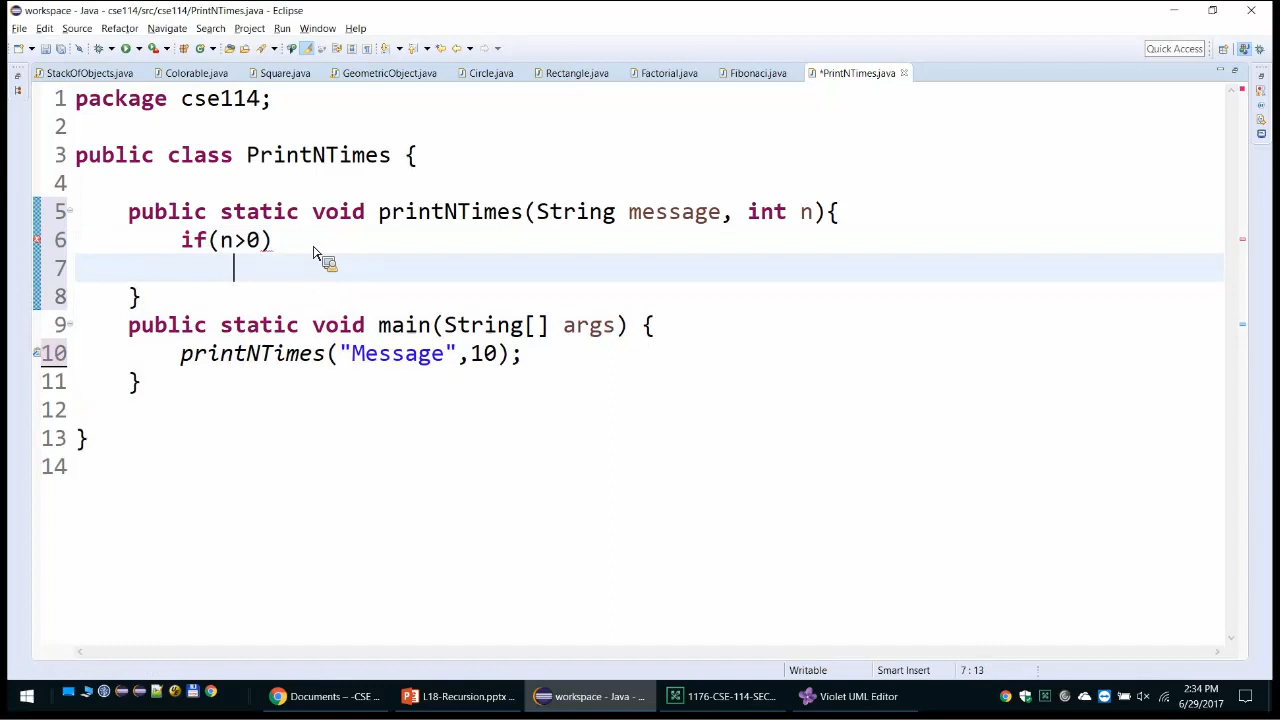 workspace - Java - cse114/src/cse114/PrintNTimes.java - Eclipse
File Edit Source Refactor Navigate Search Project Run Window Help
Quick Access
StackOfObjects.java Colorable.java Square.java GeometricObject.java Circle.java Rectangle.java Factorial.java Fibonaci.java *PrintNTimes.java
1 package cse114;
2
3 public class PrintNTimes {
4
5 public static void printNTimes(String message, int n){
6 if(n>0)
7
8 }
9 public static void main(String[] args) {
10 printNTimes("Message",10);
11 }
12
13 }
14
Writable Smart Insert 7 : 13
Documents – -CSE ... L18-Recursion.pptx ... workspace - Java - ... 1176-CSE-114-SEC... Violet UML Editor 2:34 PM
6/29/2017